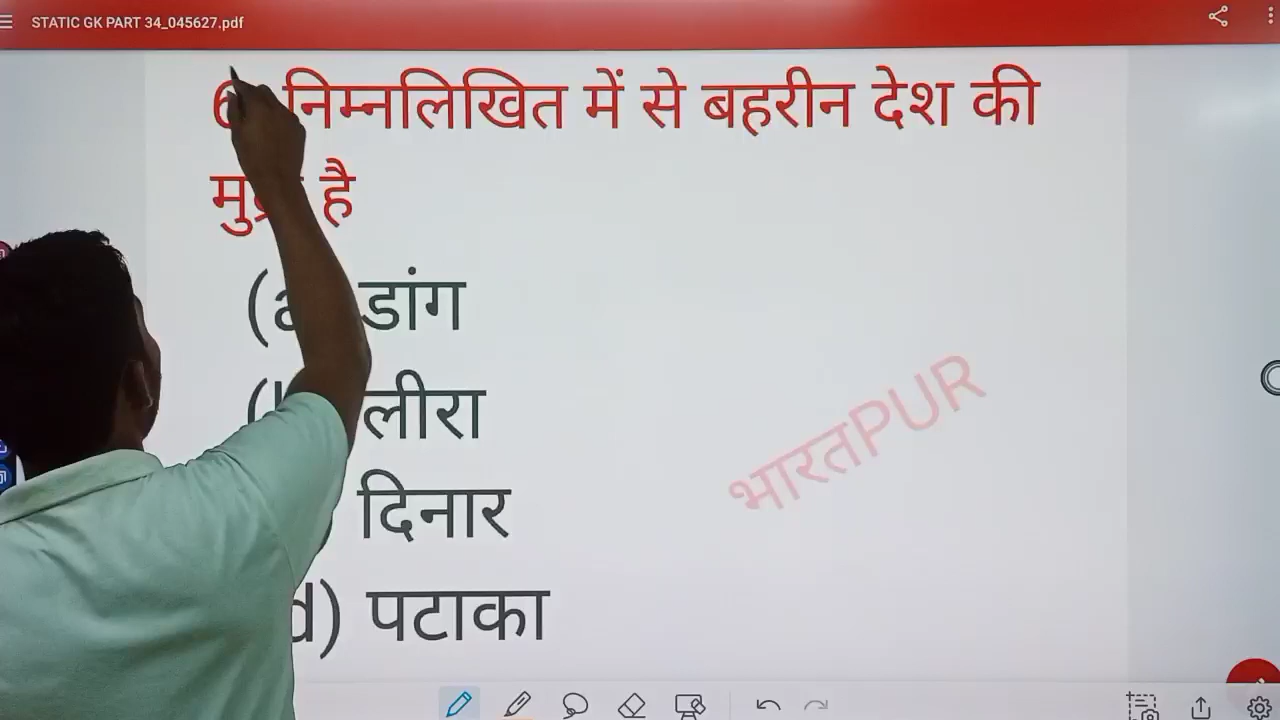 STATIC GK PART 34_045627.pdf
निम्नलिखित में से बहरीन देश की
है
डांग
लीरा
दिनार
d) पटाका
भारतPUR